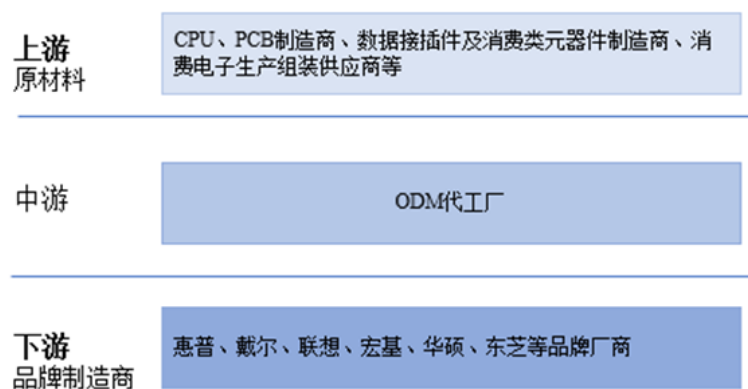 上游
原材料
CPU、PCB制造商、数据接插件及消费类元器件制造商、消
费电子生产组装供应商等
中游
ODM代工厂
下游
品牌制造商
惠普、戴尔、联想、宏基、华硕、东芝等品牌厂商